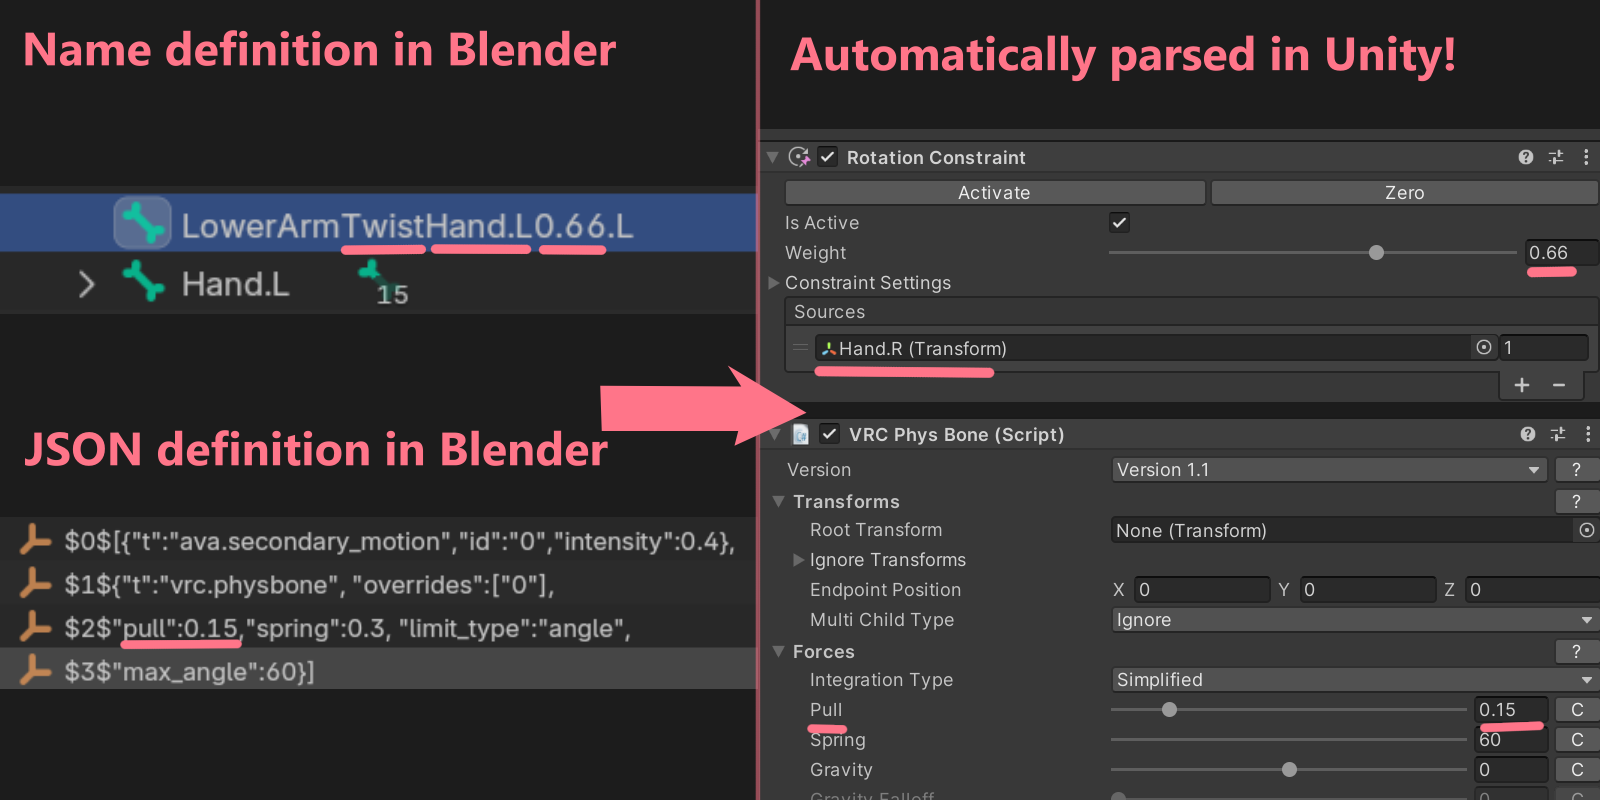 Name definition in Blender
LowerArmTwistHand.L0.66.L
Hand.L
15
JSON definition in Blender
$0$[{"t":"ava.secondary_motion","id":"0","intensity":0.4},
$1${"t":"vrc.physbone", "overrides":["0"],
$2$"pull":0.15,"spring":0.3, "limit_type":"angle",
$3$"max_angle":60}]
Automatically parsed in Unity!
Rotation Constraint
Activate Zero
Is Active
Weight 0.66
Constraint Settings
Sources
Hand.R (Transform) 1
+ −
VRC Phys Bone (Script)
Version Version 1.1 ?
Transforms ?
Root Transform None (Transform)
Ignore Transforms
Endpoint Position X 0 Y 0 Z 0
Multi Child Type Ignore
Forces ?
Integration Type Simplified
Pull 0.15 C
Spring 60 C
Gravity 0 C
Gravity Falloff 0 C